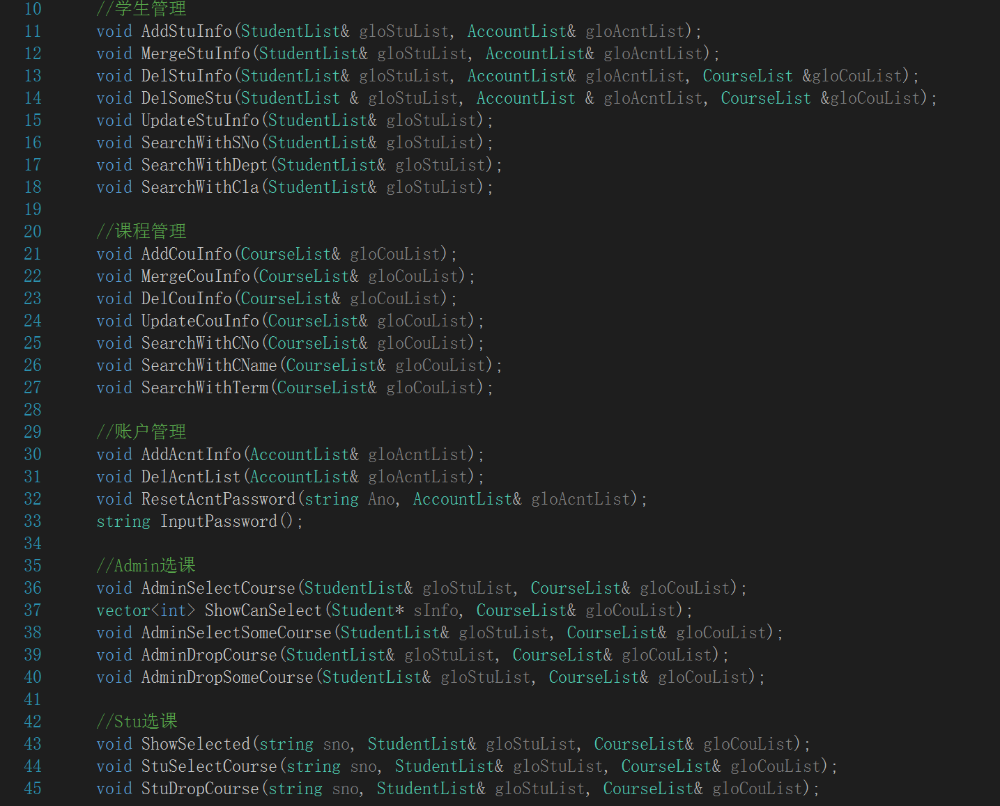 10 //学生管理
11 void AddStuInfo(StudentList& gloStuList, AccountList& gloAcntList);
12 void MergeStuInfo(StudentList& gloStuList, AccountList& gloAcntList);
13 void DelStuInfo(StudentList& gloStuList, AccountList& gloAcntList, CourseList &gloCouList);
14 void DelSomeStu(StudentList & gloStuList, AccountList & gloAcntList, CourseList &gloCouList);
15 void UpdateStuInfo(StudentList& gloStuList);
16 void SearchWithSNo(StudentList& gloStuList);
17 void SearchWithDept(StudentList& gloStuList);
18 void SearchWithCla(StudentList& gloStuList);
19
20 //课程管理
21 void AddCouInfo(CourseList& gloCouList);
22 void MergeCouInfo(CourseList& gloCouList);
23 void DelCouInfo(CourseList& gloCouList);
24 void UpdateCouInfo(CourseList& gloCouList);
25 void SearchWithCNo(CourseList& gloCouList);
26 void SearchWithCName(CourseList& gloCouList);
27 void SearchWithTerm(CourseList& gloCouList);
28
29 //账户管理
30 void AddAcntInfo(AccountList& gloAcntList);
31 void DelAcntList(AccountList& gloAcntList);
32 void ResetAcntPassword(string Ano, AccountList& gloAcntList);
33 string InputPassword();
34
35 //Admin选课
36 void AdminSelectCourse(StudentList& gloStuList, CourseList& gloCouList);
37 vector<int> ShowCanSelect(Student* sInfo, CourseList& gloCouList);
38 void AdminSelectSomeCourse(StudentList& gloStuList, CourseList& gloCouList);
39 void AdminDropCourse(StudentList& gloStuList, CourseList& gloCouList);
40 void AdminDropSomeCourse(StudentList& gloStuList, CourseList& gloCouList);
41
42 //Stu选课
43 void ShowSelected(string sno, StudentList& gloStuList, CourseList& gloCouList);
44 void StuSelectCourse(string sno, StudentList& gloStuList, CourseList& gloCouList);
45 void StuDropCourse(string sno, StudentList& gloStuList, CourseList& gloCouList);